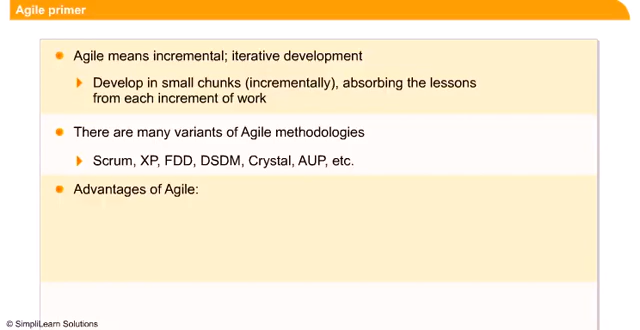 Agile primer
Agile means incremental; iterative development
Develop in small chunks (incrementally), absorbing the lessons
from each increment of work
There are many variants of Agile methodologies
Scrum, XP, FDD, DSDM, Crystal, AUP, etc.
Advantages of Agile:
© SimpliLearn Solutions